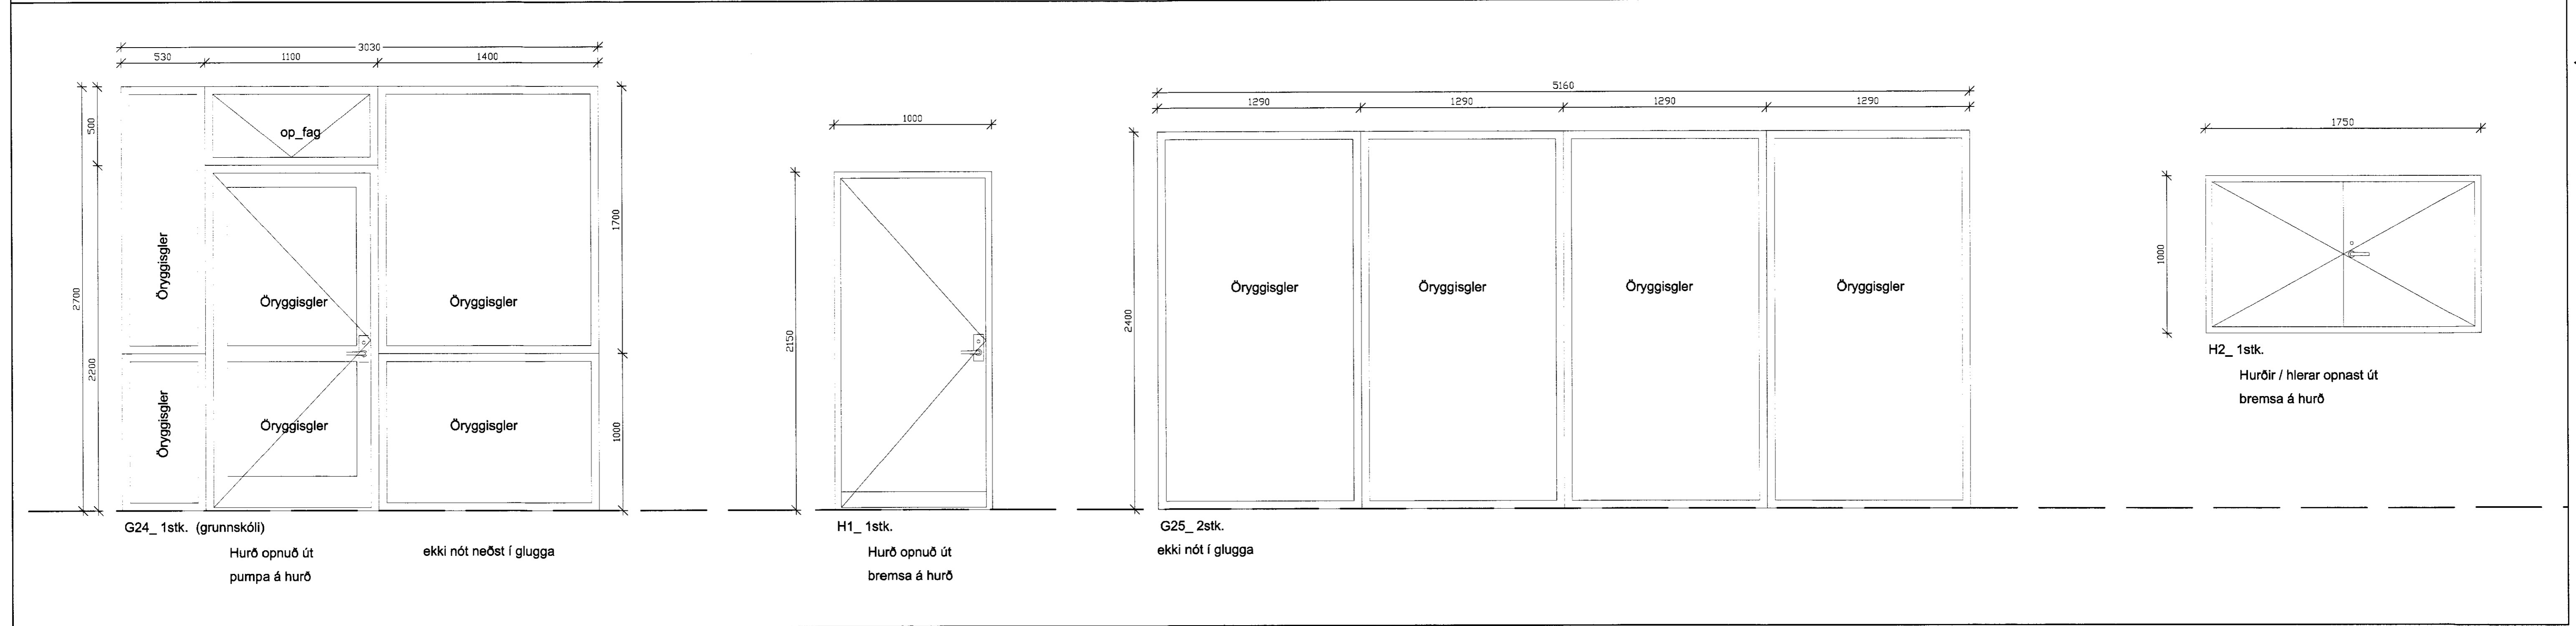 3030
530
1100
1400
500
2200
2700
op_fag
1700
1000
Öryggisgler
Öryggisgler
Öryggisgler
Öryggisgler
Öryggisgler
Öryggisgler
G24_ 1stk. (grunnskóli)
Hurð opnuð út
pumpa á hurð
ekki nót neðst í glugga
1000
2150
H1_ 1stk.
Hurð opnuð út
bremsa á hurð
5160
1290
1290
1290
1290
2400
Öryggisgler
Öryggisgler
Öryggisgler
Öryggisgler
G25_ 2stk.
ekki nót í glugga
1750
1000
H2_ 1stk.
Hurðir / hlerar opnast út
bremsa á hurð